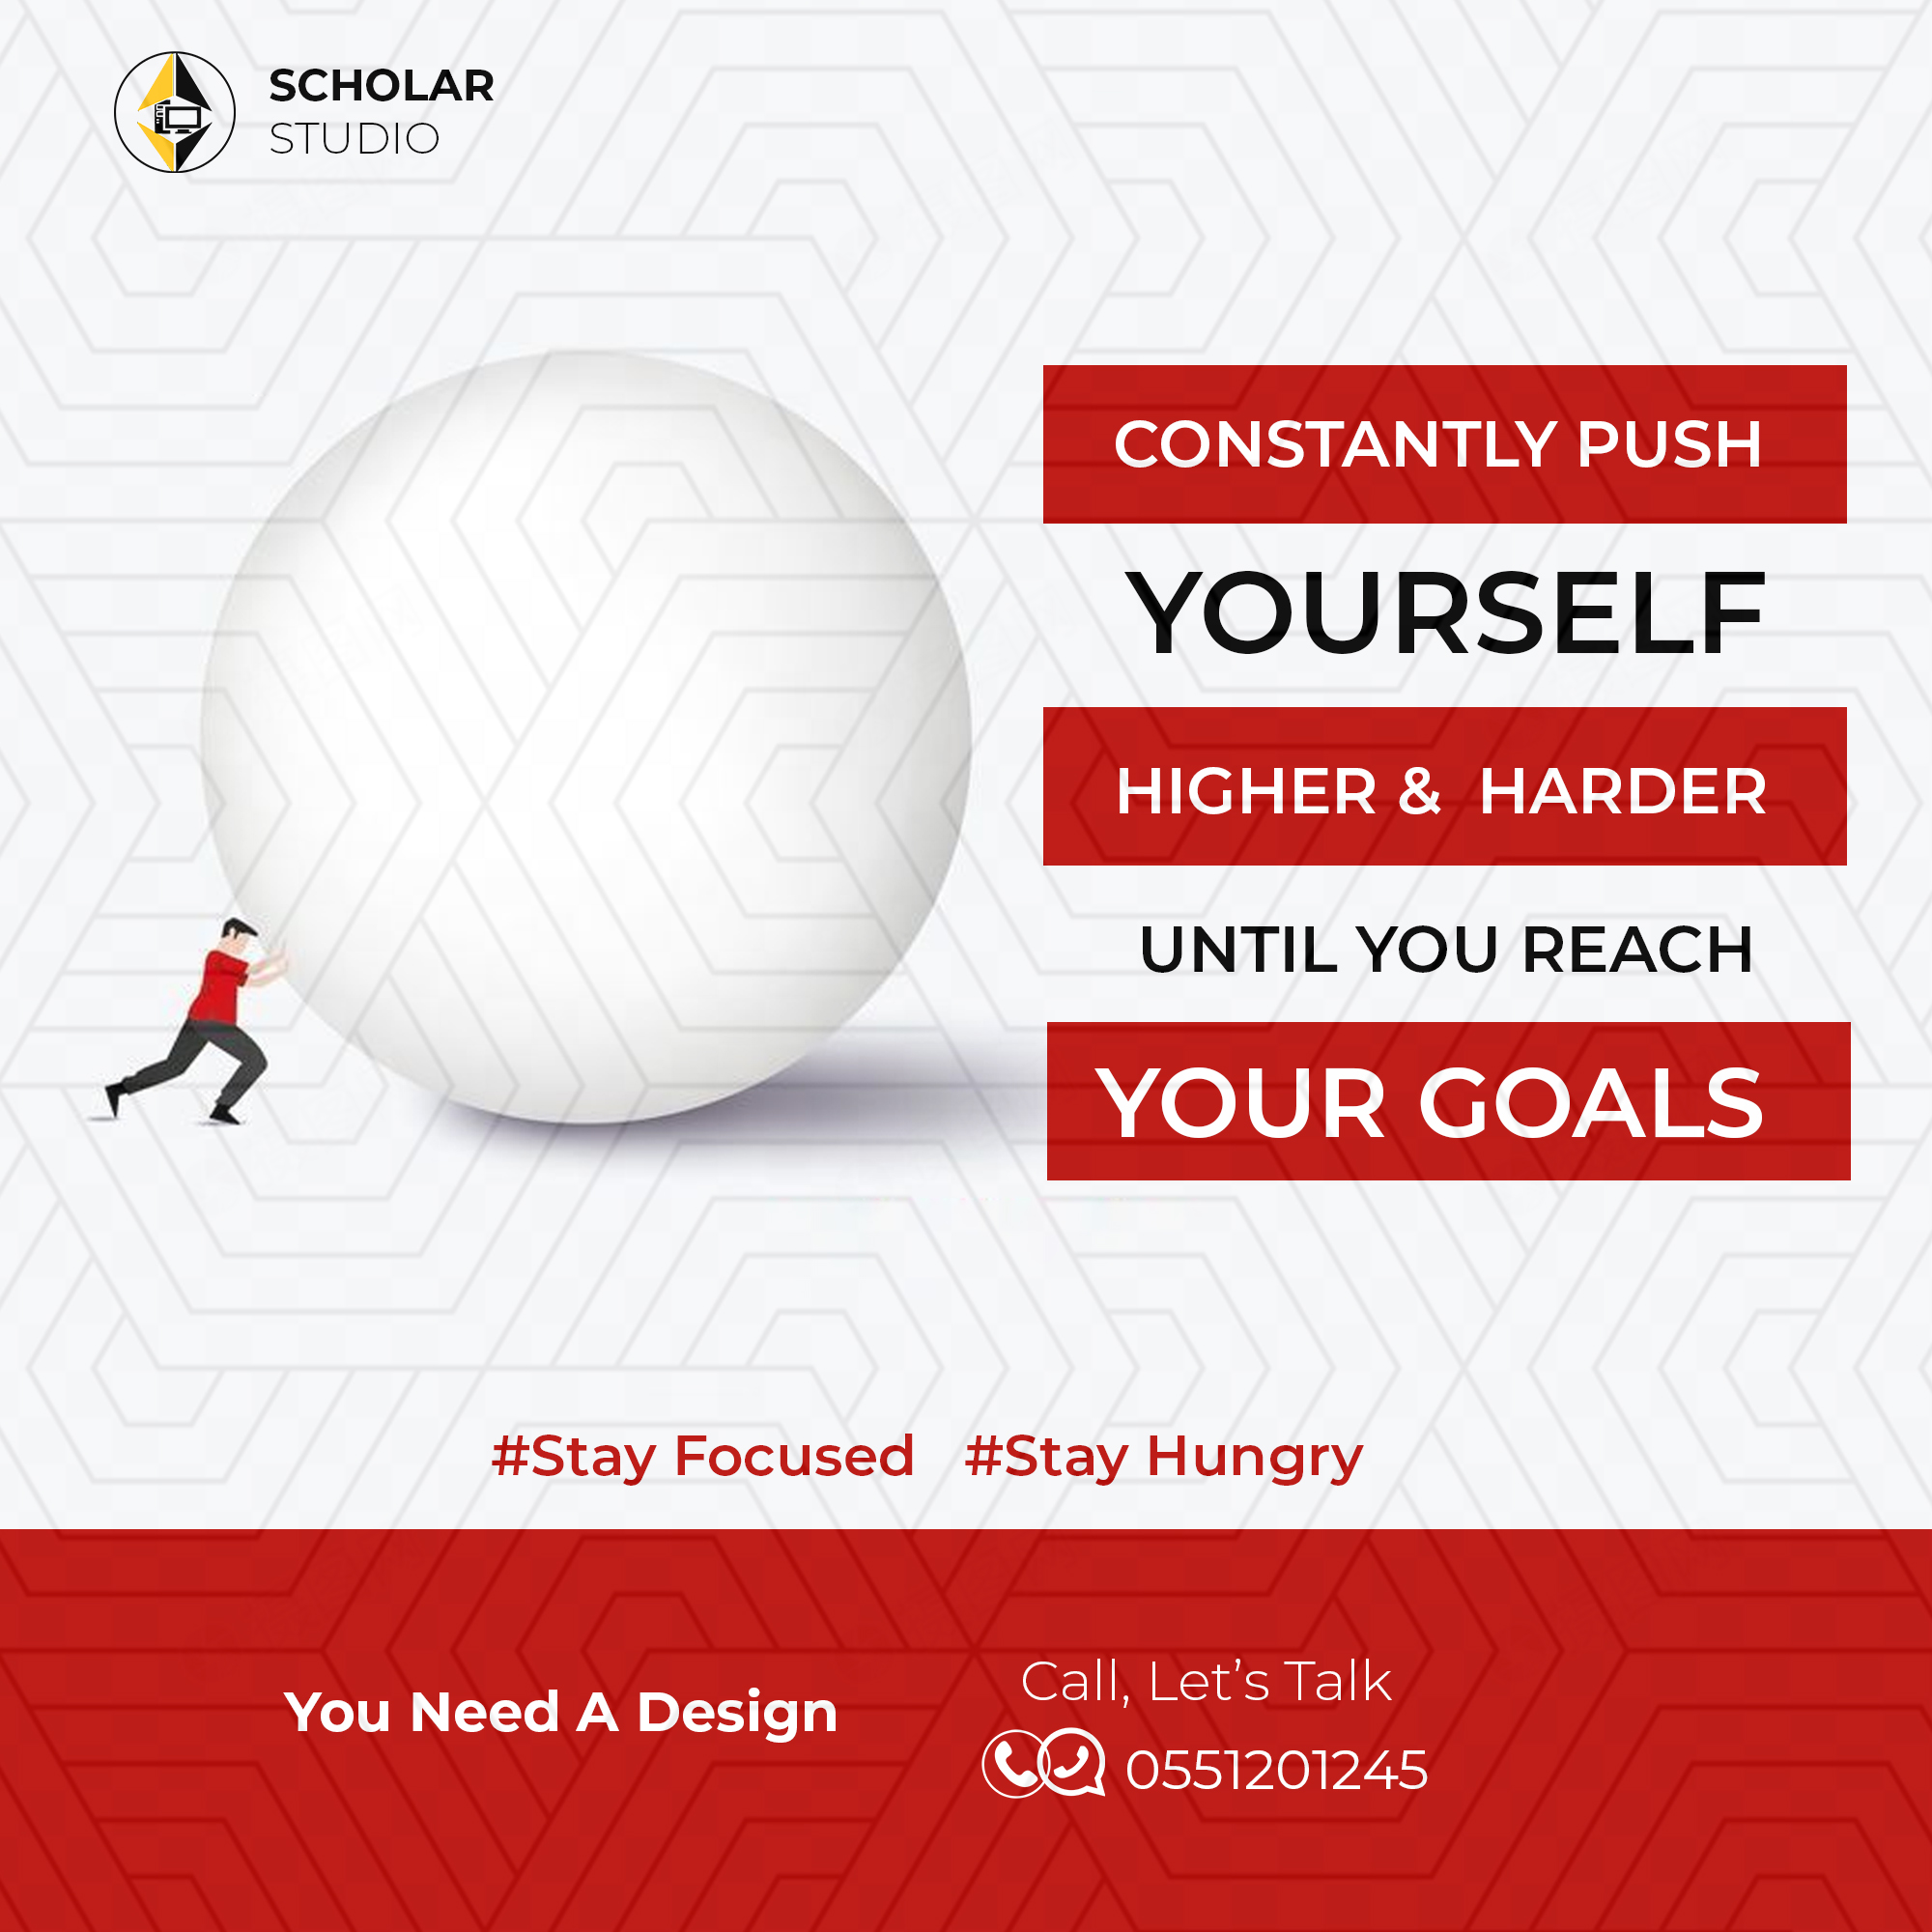 SCHOLAR
STUDIO
CONSTANTLY PUSH
YOURSELF
HIGHER & HARDER
UNTIL YOU REACH
YOUR GOALS
#Stay Focused #Stay Hungry
You Need A Design
Call, Let’s Talk
0551201245